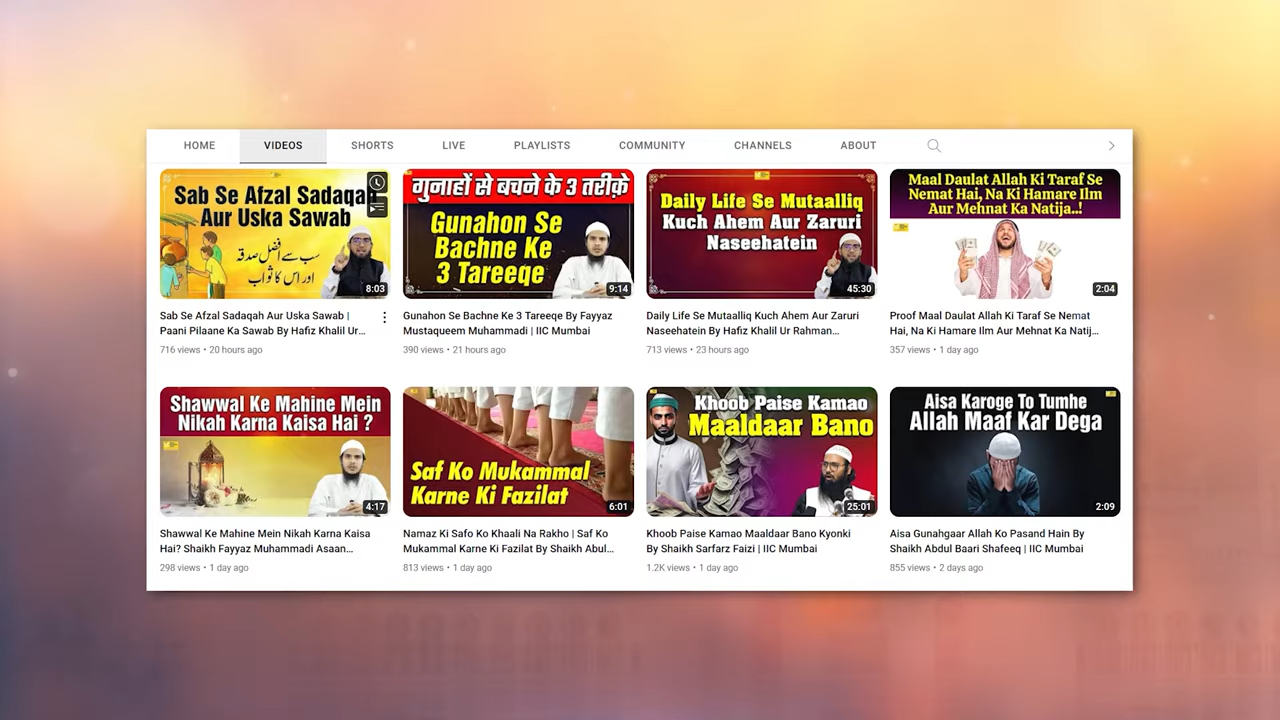 HOME
VIDEOS
SHORTS
LIVE
PLAYLISTS
COMMUNITY
CHANNELS
ABOUT
Sab Se Afzal Sadaqah
Aur Uska Sawab
سب سے افضل صدقہ
اور اس کا ثواب
8:03
गुनाहों से बचने के 3 तरीक़े
Gunahon Se
Bachne Ke
3 Tareeqe
9:14
Daily Life Se Mutaalliq
Kuch Ahem Aur Zaruri
Naseehatein
45:30
Maal Daulat Allah Ki Taraf Se
Nemat Hai, Na Ki Hamare Ilm
Aur Mehnat Ka Natija..!
2:04
Sab Se Afzal Sadaqah Aur Uska Sawab |
Paani Pilaane Ka Sawab By Hafiz Khalil Ur...
716 views • 20 hours ago
Gunahon Se Bachne Ke 3 Tareeqe By Fayyaz
Mustaqueem Muhammadi | IIC Mumbai
390 views • 21 hours ago
Daily Life Se Mutaalliq Kuch Ahem Aur Zaruri
Naseehatein By Hafiz Khalil Ur Rahman...
713 views • 23 hours ago
Proof Maal Daulat Allah Ki Taraf Se Nemat
Hai, Na Ki Hamare Ilm Aur Mehnat Ka Natij...
357 views • 1 day ago
Shawwal Ke Mahine Mein
Nikah Karna Kaisa Hai ?
4:17
Saf Ko Mukammal
Karne Ki Fazilat
6:01
Khoob Paise Kamao
Maaldaar Bano
25:01
Aisa Karoge To Tumhe
Allah Maaf Kar Dega
2:09
Shawwal Ke Mahine Mein Nikah Karna Kaisa
Hai? Shaikh Fayyaz Muhammadi Asaan...
298 views • 1 day ago
Namaz Ki Safo Ko Khaali Na Rakho | Saf Ko
Mukammal Karne Ki Fazilat By Shaikh Abul...
813 views • 1 day ago
Khoob Paise Kamao Maaldaar Bano Kyonki
By Shaikh Sarfarz Faizi | IIC Mumbai
1.2K views • 1 day ago
Aisa Gunahgaar Allah Ko Pasand Hain By
Shaikh Abdul Baari Shafeeq | IIC Mumbai
855 views • 2 days ago